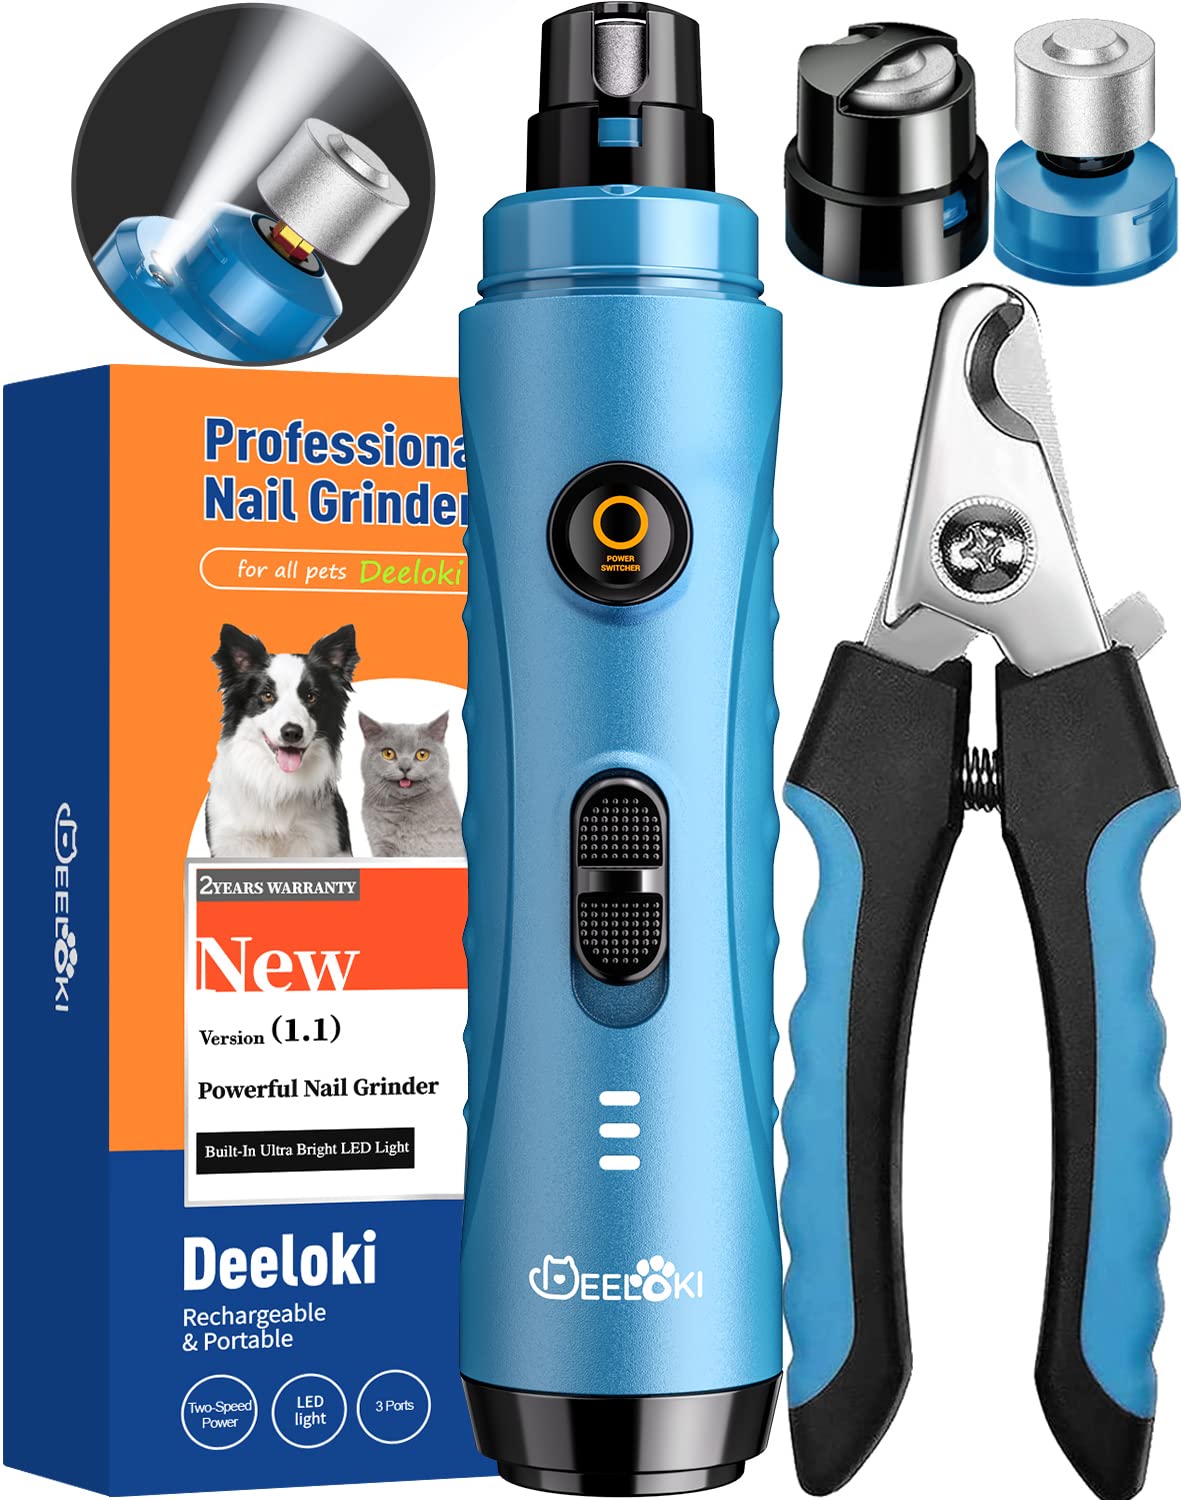 Professiona
Nail Grinder
for all pets Deeloki
2YEARS WARRANTY
New
Version (1.1)
Powerful Nail Grinder
Built-In Ultra Bright LED Light
Deeloki
Rechargeable
& Portable
Two-Speed
Power
LED
light
3 Ports
DEELOKI
POWER
SWITCHER
DEELOKI